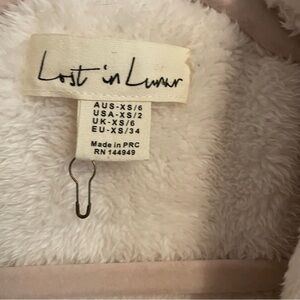 Lost in Lunar
AUS-XS/6
USA-XS/2
UK-XS/6
EU-XS/34
Made in PRC
RN 144949